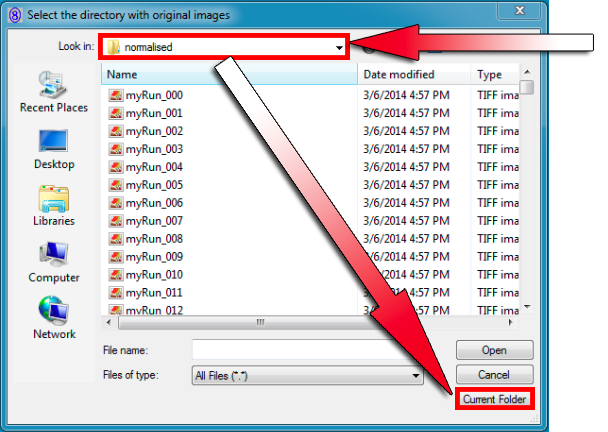 8 Select the directory with original images
Look in: normalised
Name Date modified Type
Recent Places
Desktop
Libraries
Computer
Network
myRun_000 3/6/2014 4:57 PM TIFF ima
myRun_001 3/6/2014 4:57 PM TIFF ima
myRun_002 3/6/2014 4:57 PM TIFF ima
myRun_003 3/6/2014 4:57 PM TIFF ima
myRun_004 3/6/2014 4:57 PM TIFF ima
myRun_005 3/6/2014 4:57 PM TIFF ima
myRun_006 3/6/2014 4:57 PM TIFF ima
myRun_007 3/6/2014 4:57 PM TIFF ima
myRun_008 3/6/2014 4:57 PM TIFF ima
myRun_009 3/6/2014 4:57 PM TIFF ima
myRun_010 3/6/2014 4:57 PM TIFF ima
myRun_011 3/6/2014 4:57 PM TIFF ima
myRun_012 3/6/2014 4:57 PM TIFF ima
File name: Open
Files of type: All Files (*.*) Cancel
Current Folder